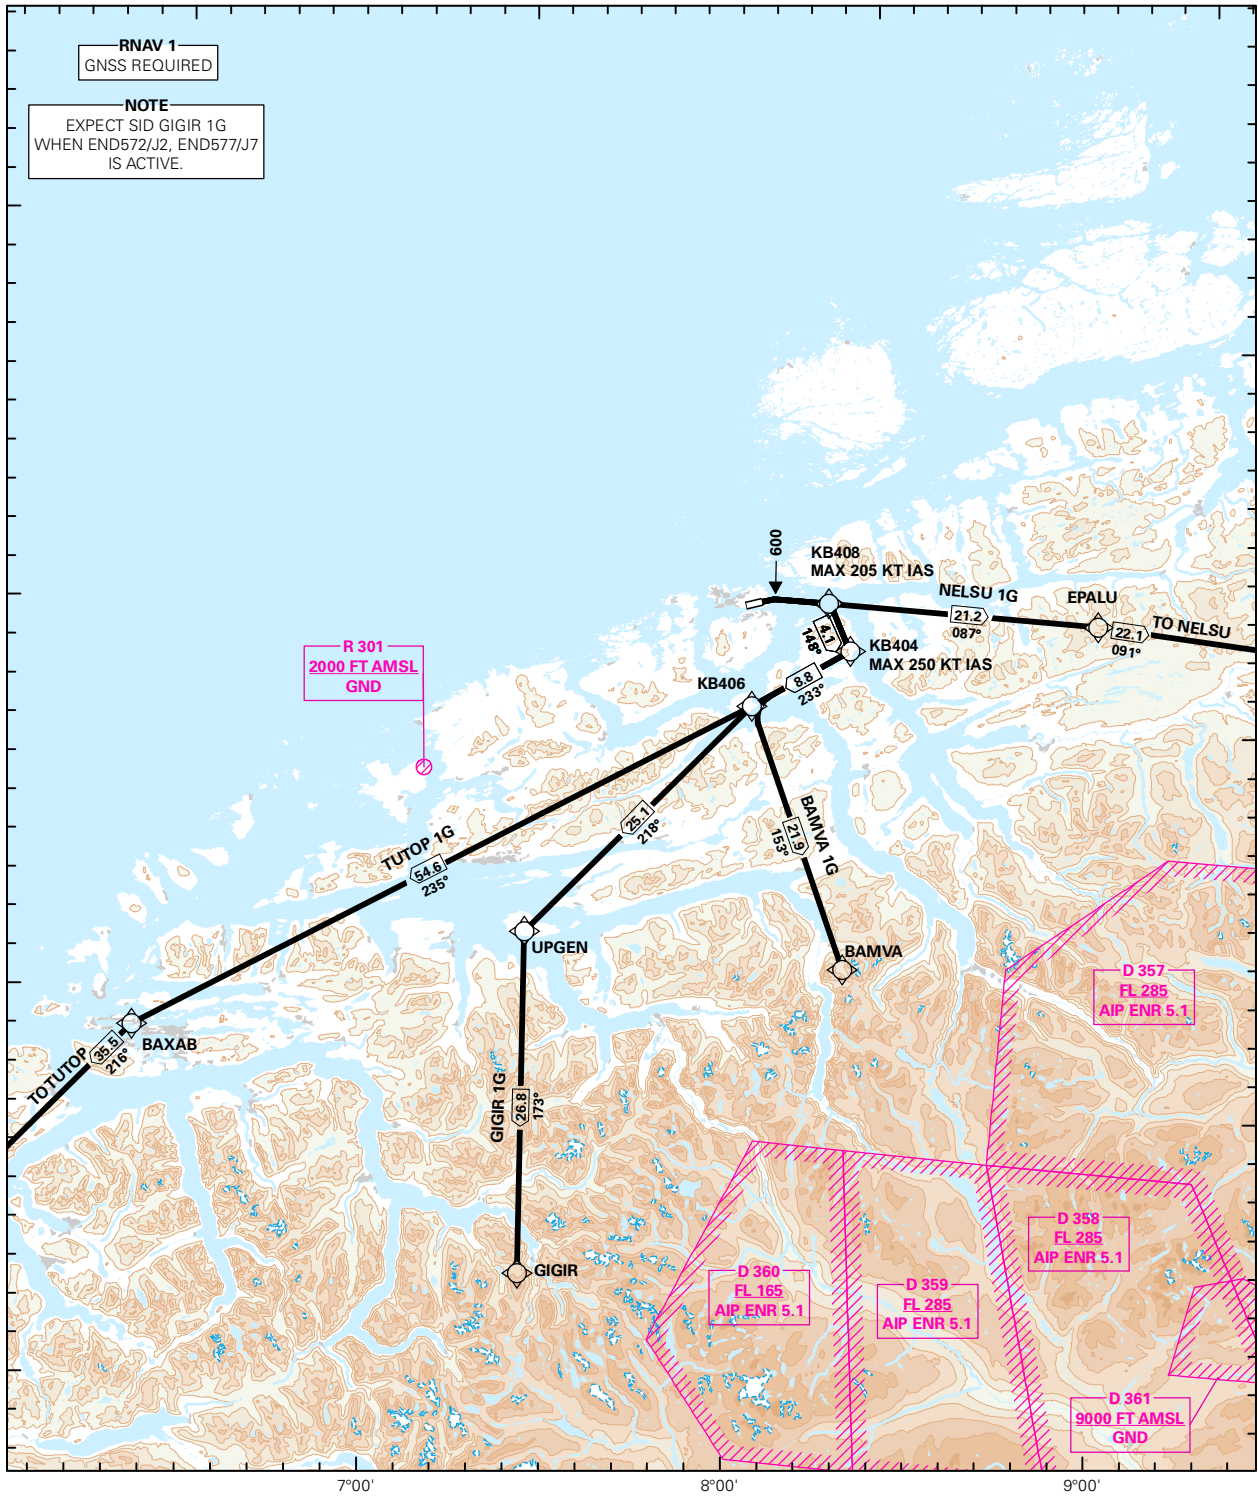 RNAV 1
GNSS REQUIRED
NOTE
EXPECT SID GIGIR 1G
WHEN END572/J2, END577/J7
IS ACTIVE.
600
KB408
MAX 205 KT IAS
NELSU 1G
21.2
087°
EPALU
TO NELSU
22.1
091°
4.1
148°
KB404
MAX 250 KT IAS
8.8
233°
KB406
R 301
2000 FT AMSL
GND
TUTOP 1G
54.6
235°
25.1
218°
BAMVA 1G
21.9
153°
UPGEN
BAMVA
D 357
FL 285
AIP ENR 5.1
BAXAB
TO TUTOP
35.5
216°
GIGIR 1G
26.8
173°
GIGIR
D 358
FL 285
AIP ENR 5.1
D 360
FL 165
AIP ENR 5.1
D 359
FL 285
AIP ENR 5.1
D 361
9000 FT AMSL
GND
7°00'
8°00'
9°00'